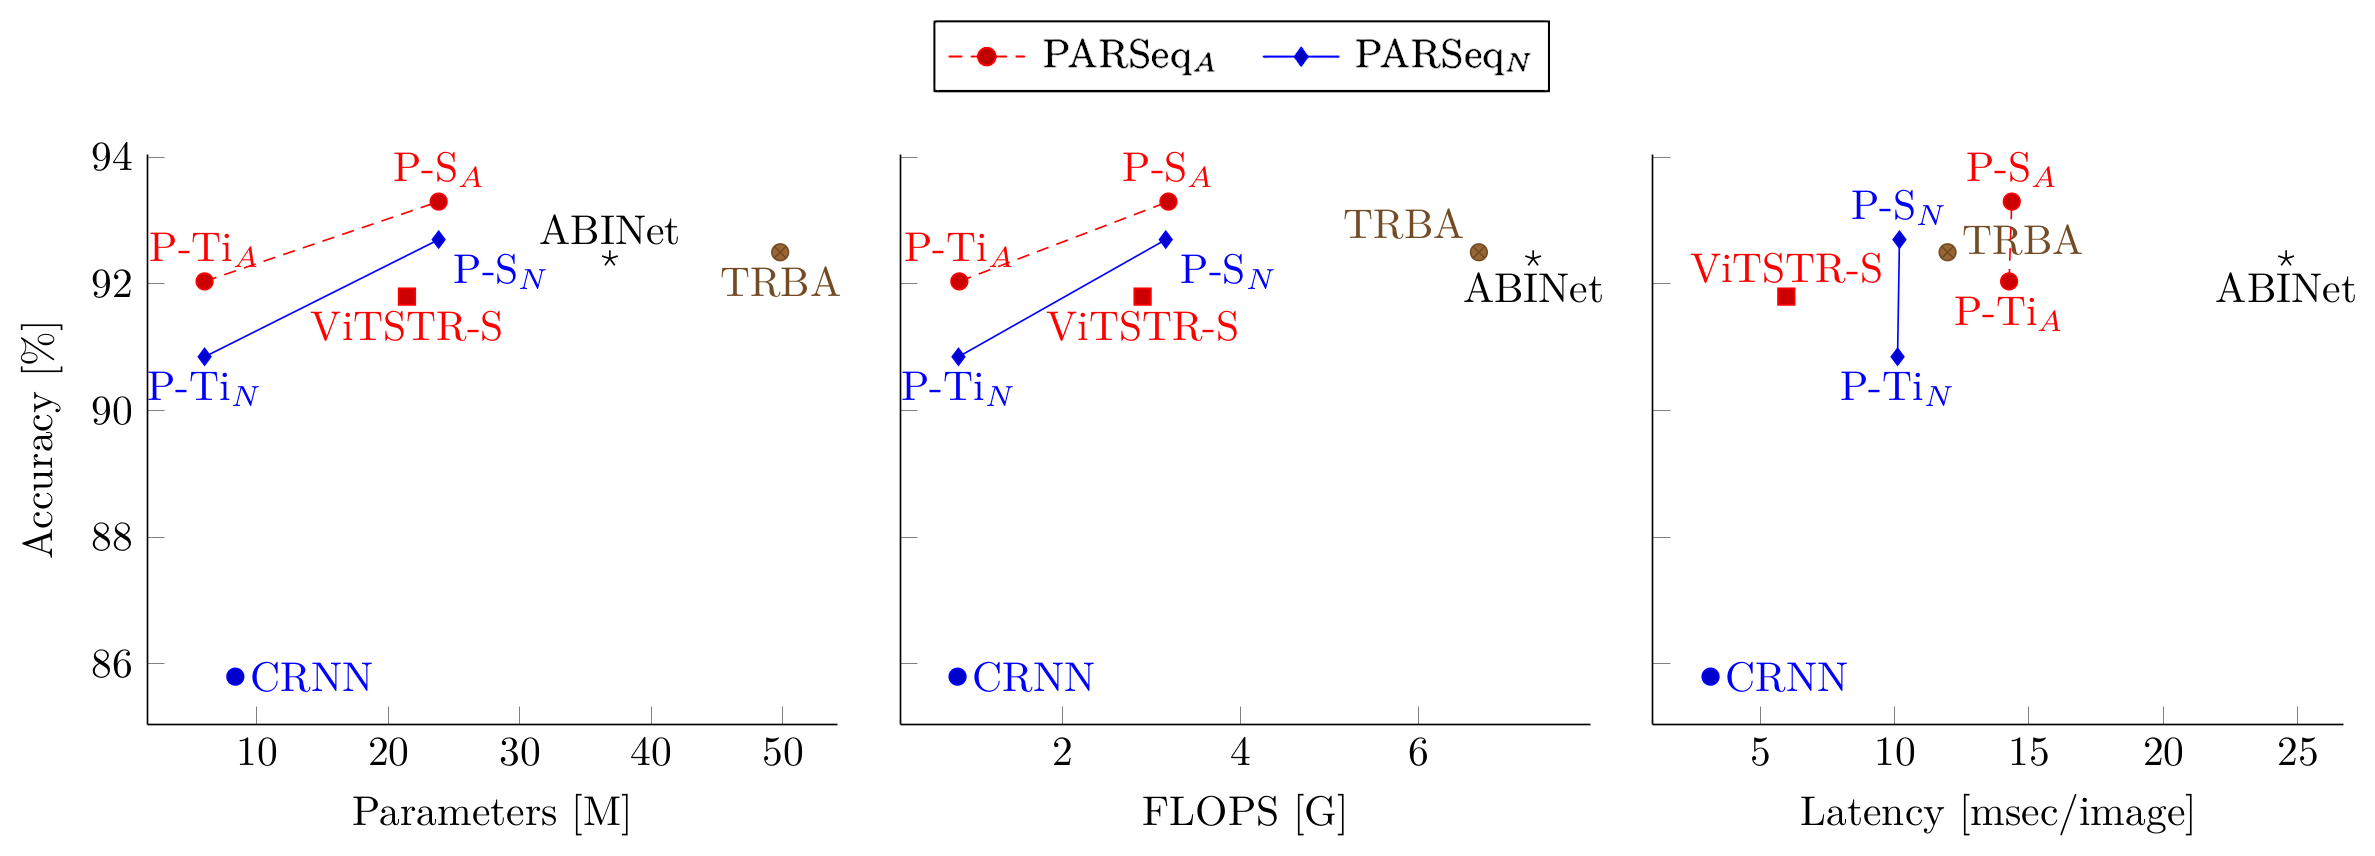 PARSeq_A PARSeq_N
Accuracy [%]
94
92
90
88
86
P-S_A
P-Ti_A
ABINet
P-S_N
TRBA
ViTSTR-S
P-Ti_N
CRNN
10 20 30 40 50
Parameters [M]
P-S_A
TRBA
P-Ti_A
P-S_N
ABINet
ViTSTR-S
P-Ti_N
CRNN
2 4 6
FLOPS [G]
P-S_A
P-S_N
TRBA
ViTSTR-S
ABINet
P-Ti_A
P-Ti_N
CRNN
5 10 15 20 25
Latency [msec/image]